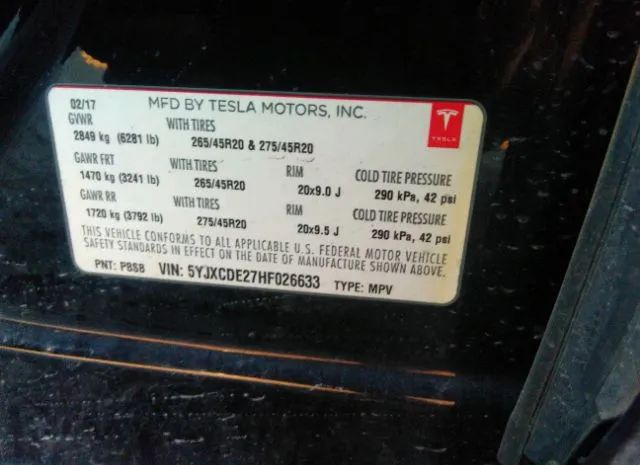 02/17 MFD BY TESLA MOTORS, INC.
GVWR WITH TIRES
2849 kg (6281 lb) 265/45R20 & 275/45R20
GAWR FRT WITH TIRES RIM COLD TIRE PRESSURE
1470 kg (3241 lb) 265/45R20 20x9.0 J 290 kPa, 42 psi
GAWR RR WITH TIRES RIM COLD TIRE PRESSURE
1720 kg (3792 lb) 275/45R20 20x9.5 J 290 kPa, 42 psi
THIS VEHICLE CONFORMS TO ALL APPLICABLE U.S. FEDERAL MOTOR VEHICLE
SAFETY STANDARDS IN EFFECT ON THE DATE OF MANUFACTURE SHOWN ABOVE.
PNT: PBSB VIN: 5YJXCDE27HF026633 TYPE: MPV
TESLA